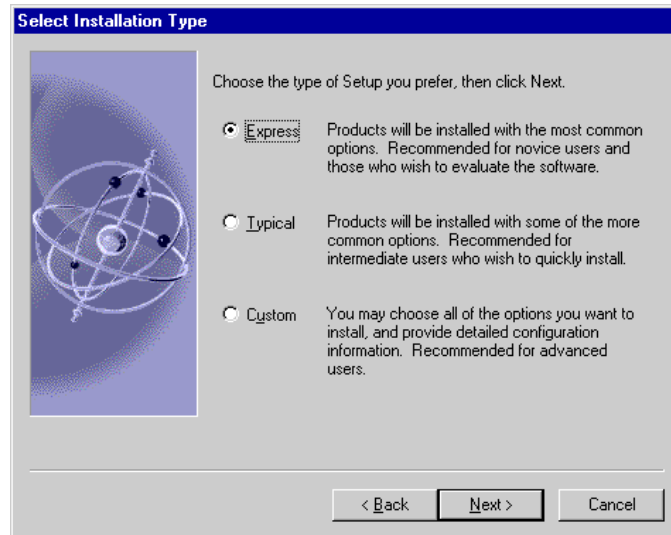 Select Installation Type
Choose the type of Setup you prefer, then click Next.
Express
Products will be installed with the most common
options. Recommended for novice users and
those who wish to evaluate the software.
Typical
Products will be installed with some of the more
common options. Recommended for
intermediate users who wish to quickly install.
Custom
You may choose all of the options you want to
install, and provide detailed configuration
information. Recommended for advanced
users.
< Back
Next >
Cancel